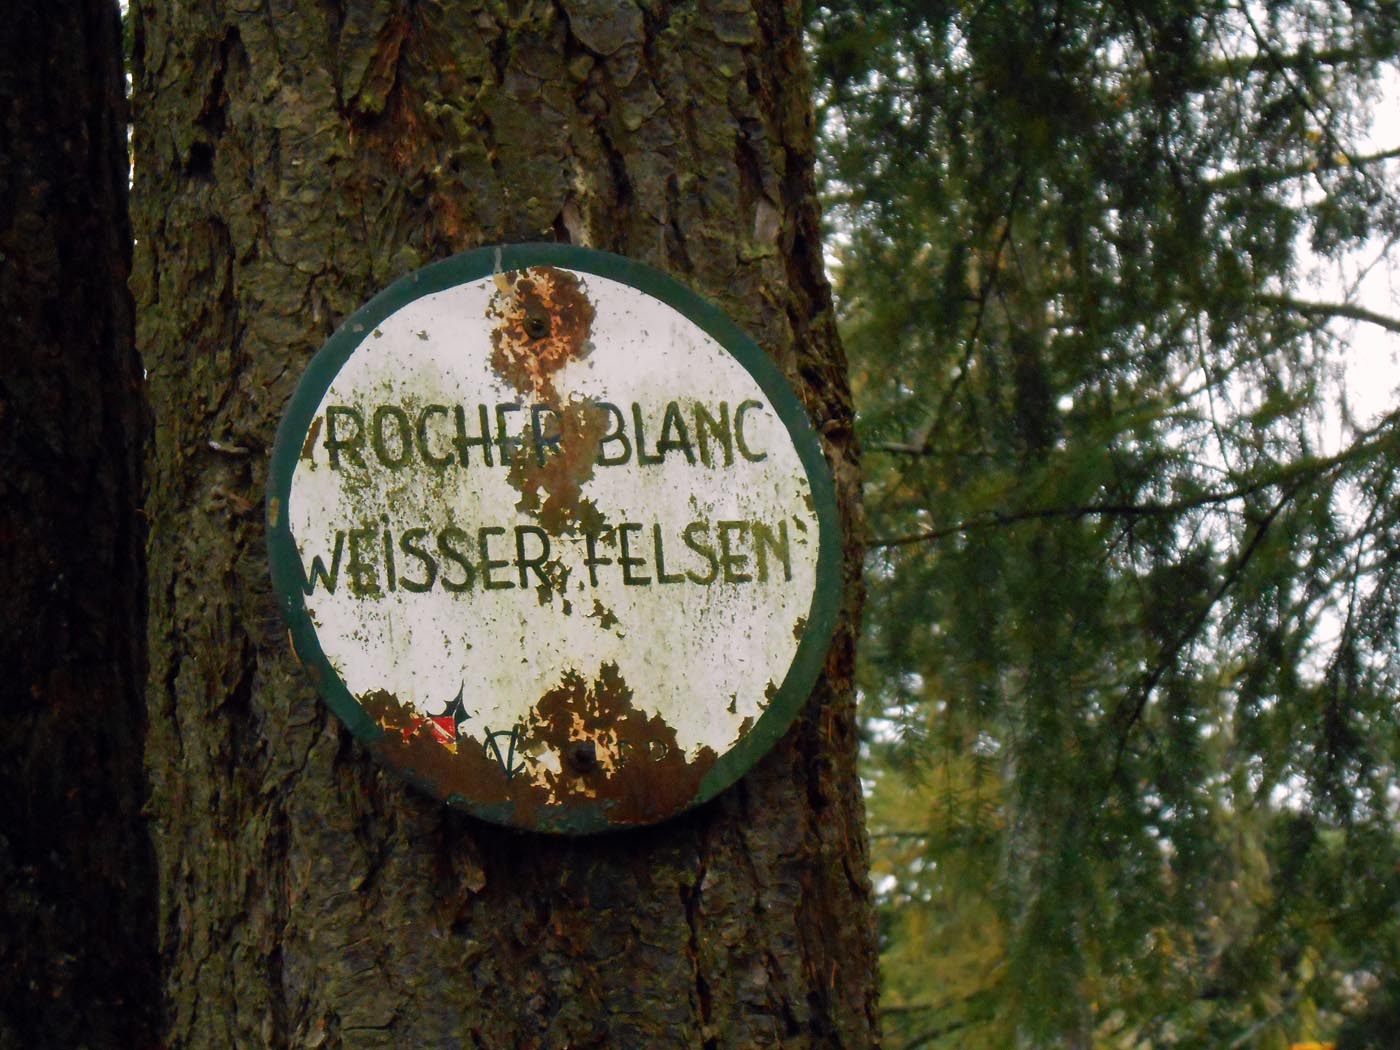 ROCHER BLANC
WEISSER FELSEN